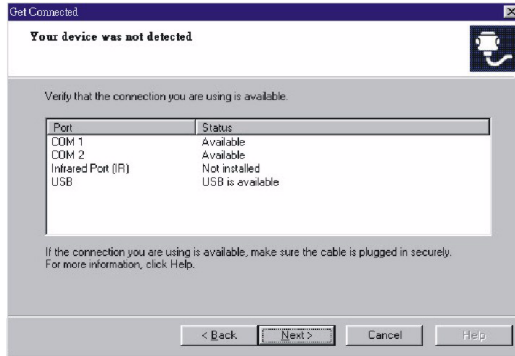 Get Connected
Your device was not detected
Verify that the connection you are using is available.
Port Status
COM 1 Available
COM 2 Available
Infrared Port (IR) Not installed
USB USB is available
If the connection you are using is available, make sure the cable is plugged in securely.
For more information, click Help.
< Back Next > Cancel Help